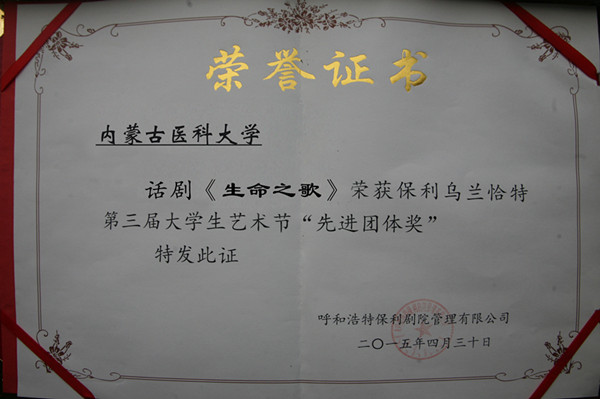 荣誉证书
内蒙古医科大学
话剧《生命之歌》荣获保利乌兰恰特
第三届大学生艺术节“先进团体奖”
特发此证
呼和浩特保利剧院管理有限公司
二〇一五年四月三十日